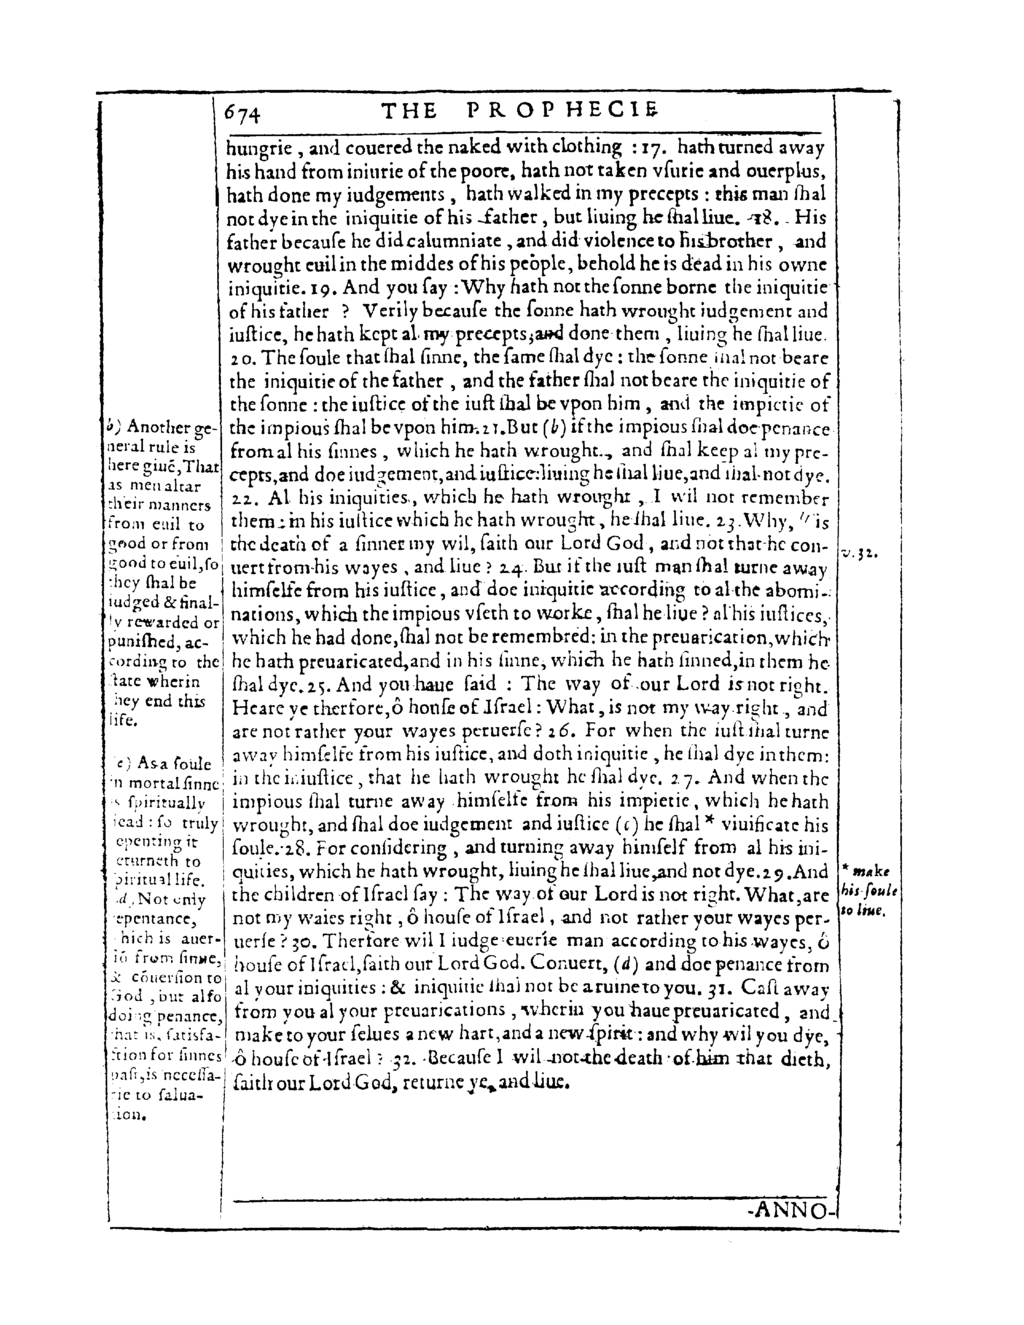 674 THE PROPHECIE
hungrie, and couered the naked with clothing : 17. hath turned away
his hand from iniurie of the poore, hath not taken vſurie and ouerplus,
hath done my iudgements, hath walked in my precepts : this man ſhal
not dye in the iniquitie of his father, but liuing he ſhal liue. 18. His
father becauſe he did calumniate, and did violence to his brother, and
wrought euil in the middes of his people, behold he is dead in his owne
iniquitie. 19. And you ſay : Why hath not the ſonne borne the iniquitie
of his father ? Verily becauſe the ſonne hath wrought iudgement and
iuſtice, he hath kept al my precepts, and done them, liuing he ſhal liue.
20. The ſoule that ſhal ſinne, the ſame ſhal dye : the ſonne ſhal not beare
the iniquitie of the father, and the father ſhal not beare the iniquitie of
the ſonne : the iuſtice of the iuſt ſhal be vpon him, and the impietie of
the impious ſhal be vpon him. 21. But (b) if the impious ſhal doe penance
from al his ſinnes, which he hath wrought, and ſhal keep al my pre-
cepts, and doe iudgement, and iuſtice: liuing he ſhal liue, and ſhal not dye.
22. Al his iniquities, which he hath wrought, I wil not remember
them : in his iuſtice which he hath wrought, he ſhal liue. 23. Why, " is
the death of a ſinner my wil, ſaith our Lord God, and not that he con-
uert from his wayes, and liue ? 24. But if the iuſt man ſhal turne away
himſelfe from his iuſtice, and doe iniquitie according to al the abomi-
nations, which the impious vſeth to worke, ſhal he liue ? al his iuſtices,
which he had done, ſhal not be remembred: in the preuarication, which
he hath preuaricated, and in his ſinne, which he hath ſinned, in them he
ſhal dye. 25. And you haue ſaid : The way of our Lord is not right.
Heare ye therfore, ô houſe of Iſrael : What, is not my way right, and
are not rather your wayes peruerſe ? 26. For when the iuſt ſhal turne
away himſelfe from his iuſtice, and doth iniquitie, he ſhal dye in them:
in the iniuſtice, that he hath wrought he ſhal dye. 27. And when the
impious ſhal turne away himſelfe from his impietie, which he hath
wrought, and ſhal doe iudgement and iuſtice (c) he ſhal * viuificate his
ſoule. 28. For conſidering, and turning away himſelf from al his ini-
quities, which he hath wrought, liuing he ſhal liue, and not dye. 29. And
the children of Iſrael ſay : The way of our Lord is not right. What, are
not my waies right, ô houſe of Iſrael, and not rather your wayes per-
uerſe ? 30. Therfore wil I iudge euerie man according to his wayes, ô
houſe of Iſrael, ſaith our Lord God. Conuert, (d) and doe penance from
al your iniquities : & iniquitie ſhal not be a ruine to you. 31. Caſt away
from you al your preuarications, wherin you haue preuaricated, and
make to your ſelues a new hart, and a new ſpirit : and why wil you dye,
ô houſe of Iſrael ? 32. Becauſe I wil not the death of him that dieth,
ſaith our Lord God, returne ye, and liue.
b) Another ge-
neral rule is
here giuē, That
as men altar
their manners
from euil to
good or from
good to euil, ſo
they ſhal be
iudged & final-
ly rewarded or
puniſhed, ac-
cording to the
ſtate wherin
they end this
life.
c) As a ſoule
in mortal ſinne
is ſpiritually
dead : ſo truly
repenting it
returneth to
ſpiritual life.
d) Not only
repentance,
which is auer-
iō from ſinne,
& cōuerſion to
God, but alſo
doing penance,
that is, ſatisfa-
ction for ſinnes
paſt, is neceſſa-
rie to ſalua-
tion.
v. 32.
* make
his ſoule
to liue.
-ANNO-